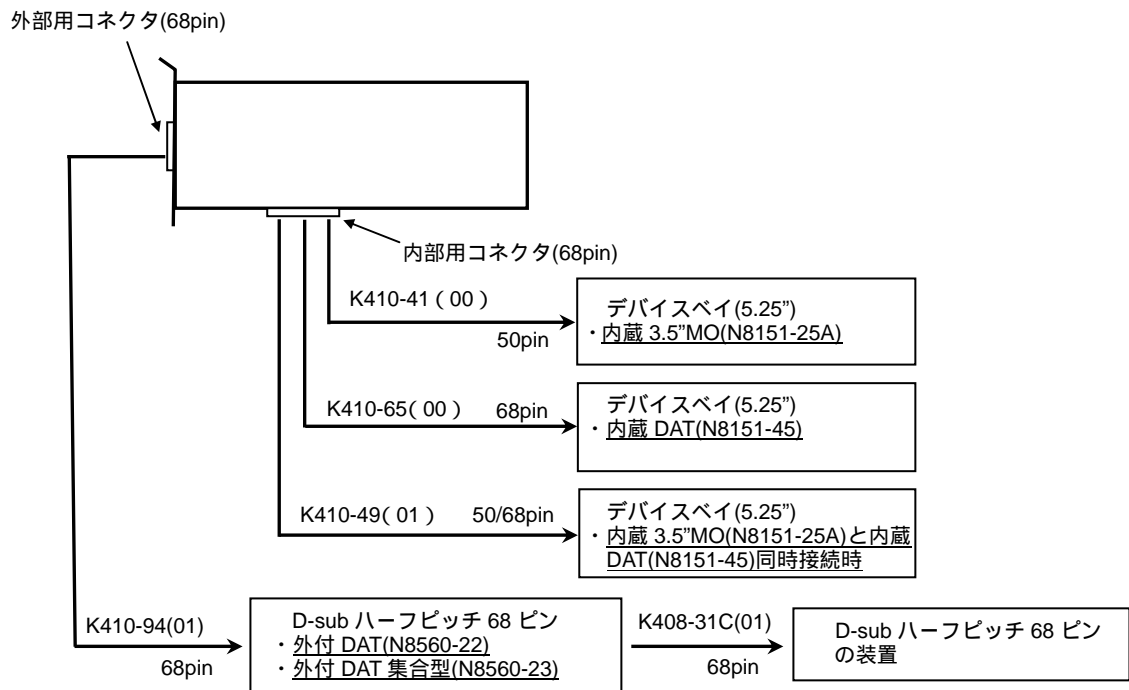 外部用コネクタ(68pin)
内部用コネクタ(68pin)
K410-41 ( 00 )
50pin
デバイスベイ(5.25”)
・内蔵 3.5”MO(N8151-25A)
K410-65( 00 )
68pin
デバイスベイ(5.25”)
・内蔵 DAT(N8151-45)
K410-49( 01 )
50/68pin
デバイスベイ(5.25”)
・内蔵 3.5”MO(N8151-25A)と内蔵
DAT(N8151-45)同時接続時
K410-94(01)
68pin
D-sub ハーフピッチ 68 ピン
・外付 DAT(N8560-22)
・外付 DAT 集合型(N8560-23)
K408-31C(01)
68pin
D-sub ハーフピッチ 68 ピン
の装置